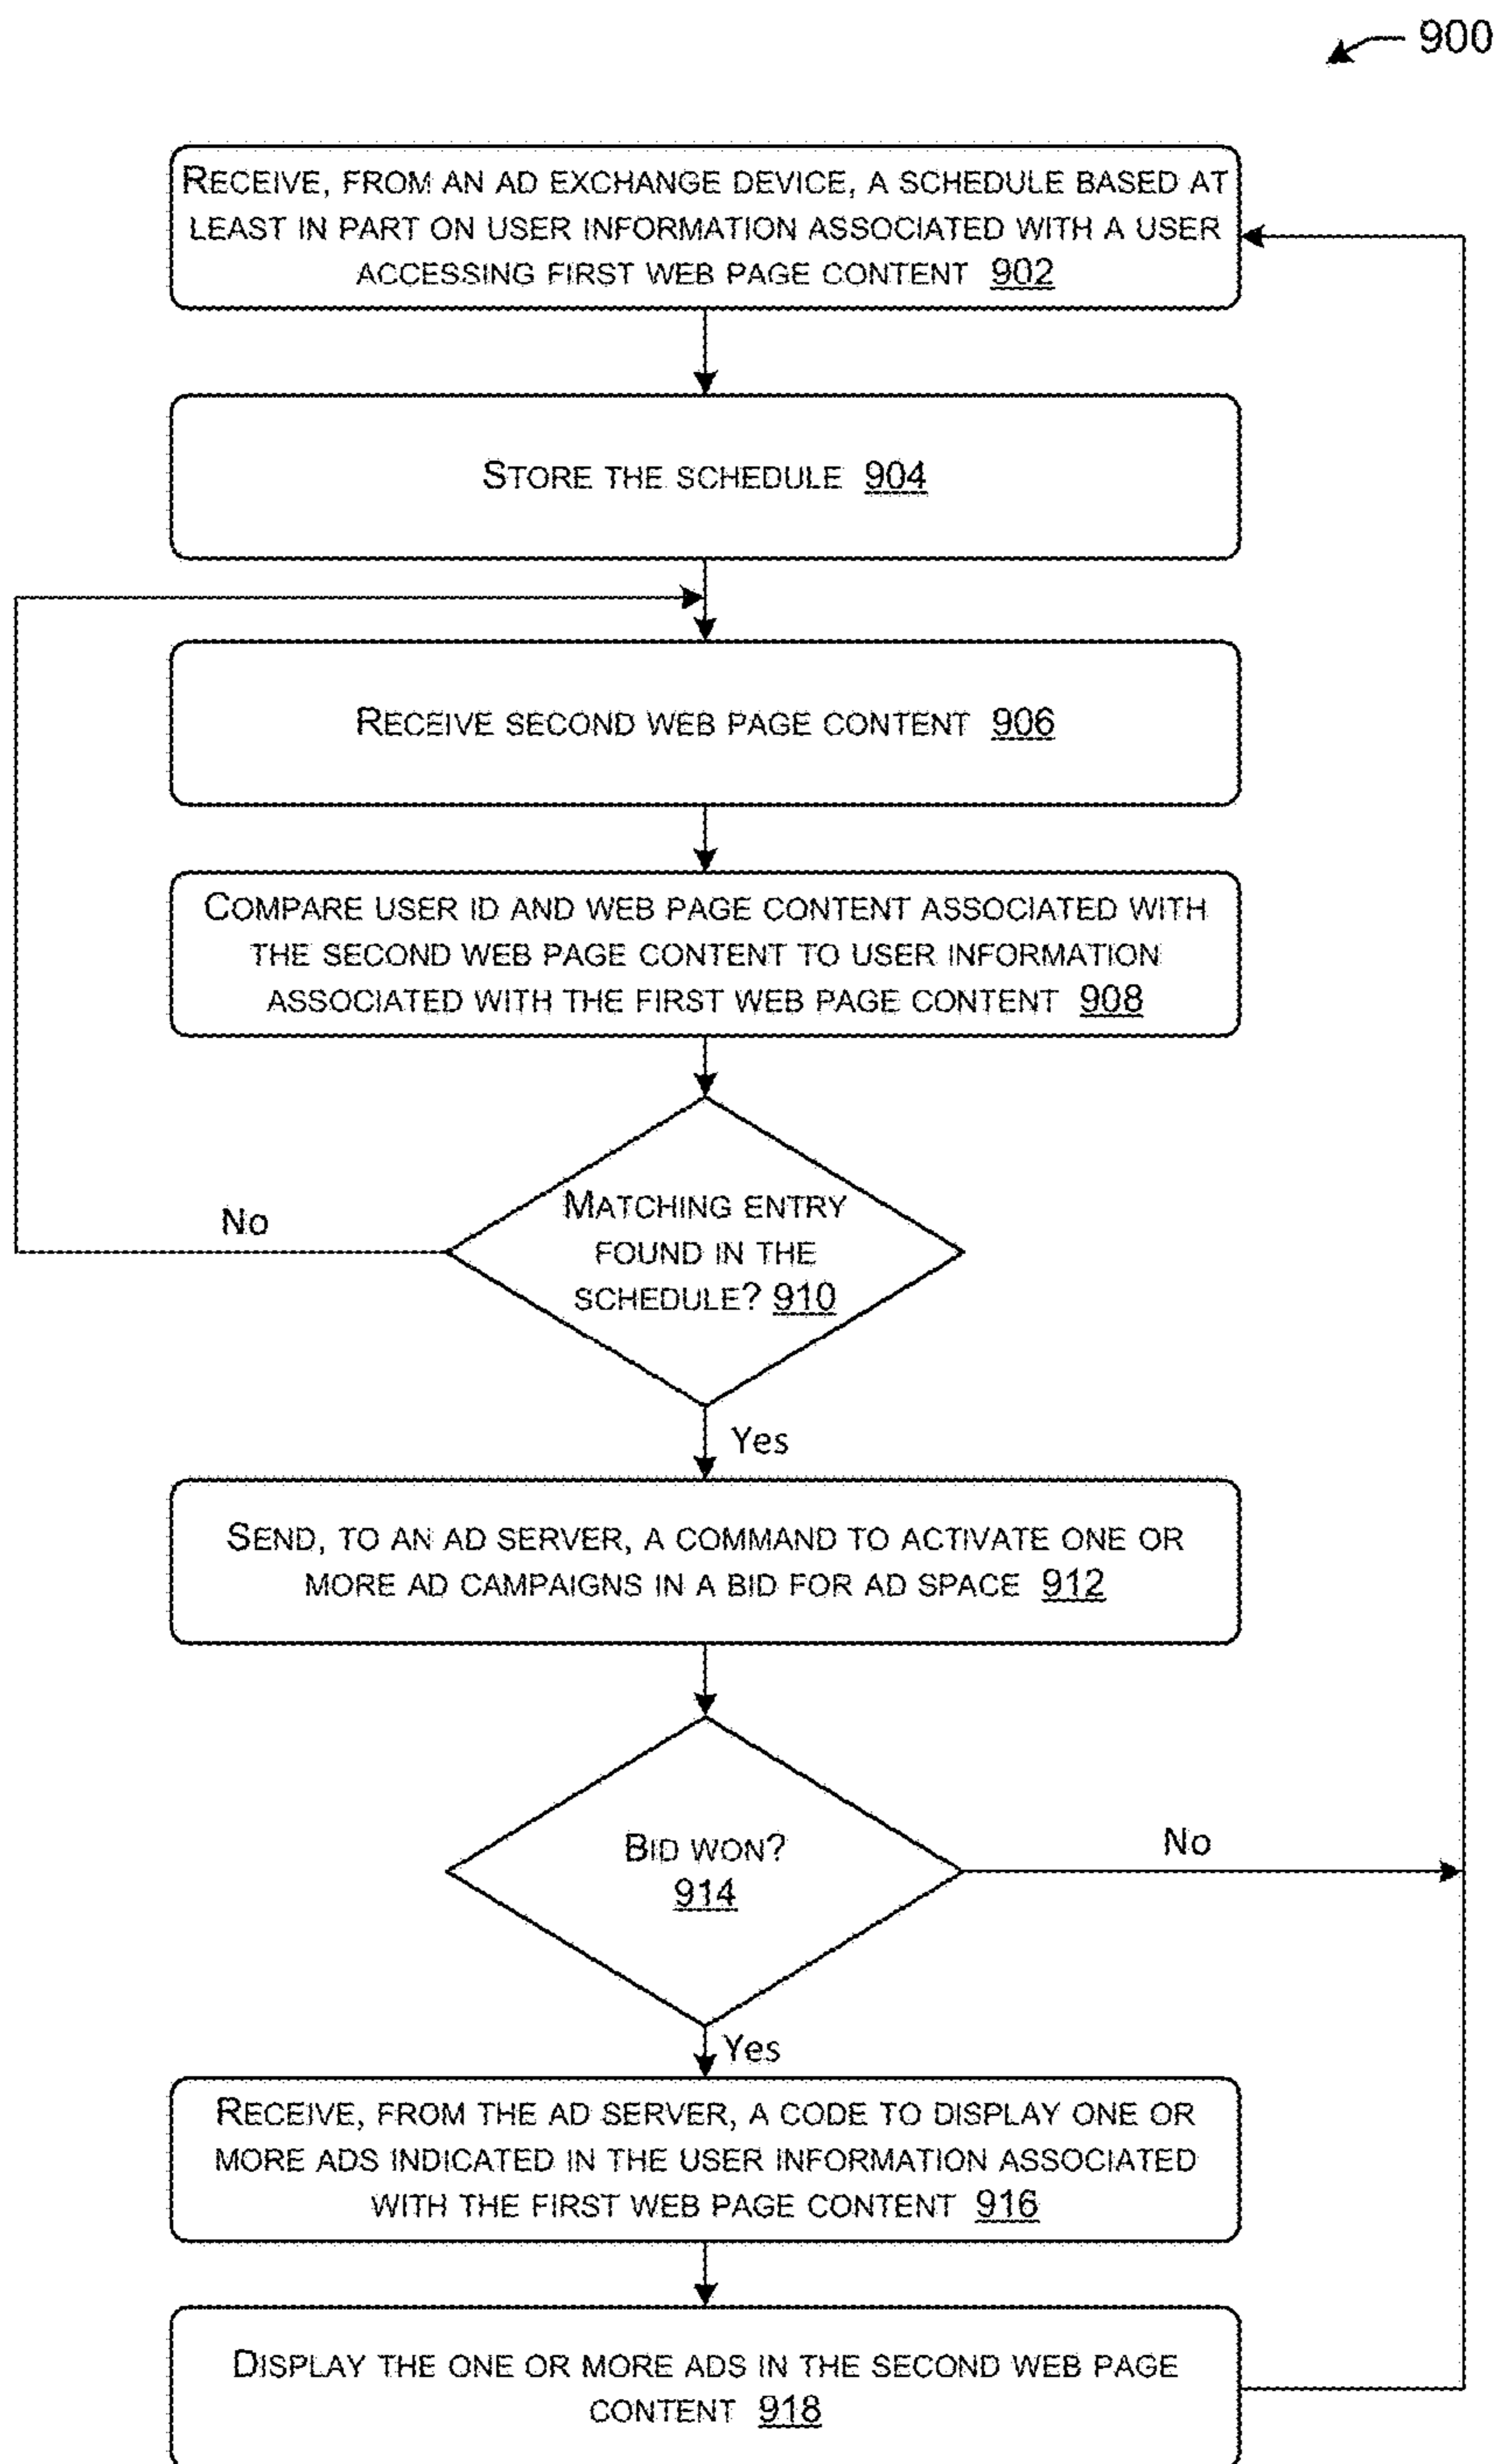 900
RECEIVE, FROM AN AD EXCHANGE DEVICE, A SCHEDULE BASED AT
LEAST IN PART ON USER INFORMATION ASSOCIATED WITH A USER
ACCESSING FIRST WEB PAGE CONTENT 902
STORE THE SCHEDULE 904
RECEIVE SECOND WEB PAGE CONTENT 906
COMPARE USER ID AND WEB PAGE CONTENT ASSOCIATED WITH
THE SECOND WEB PAGE CONTENT TO USER INFORMATION
ASSOCIATED WITH THE FIRST WEB PAGE CONTENT 908
MATCHING ENTRY
FOUND IN THE
SCHEDULE? 910
No
Yes
SEND, TO AN AD SERVER, A COMMAND TO ACTIVATE ONE OR
MORE AD CAMPAIGNS IN A BID FOR AD SPACE 912
BID WON?
914
No
Yes
RECEIVE, FROM THE AD SERVER, A CODE TO DISPLAY ONE OR
MORE ADS INDICATED IN THE USER INFORMATION ASSOCIATED
WITH THE FIRST WEB PAGE CONTENT 916
DISPLAY THE ONE OR MORE ADS IN THE SECOND WEB PAGE
CONTENT 918